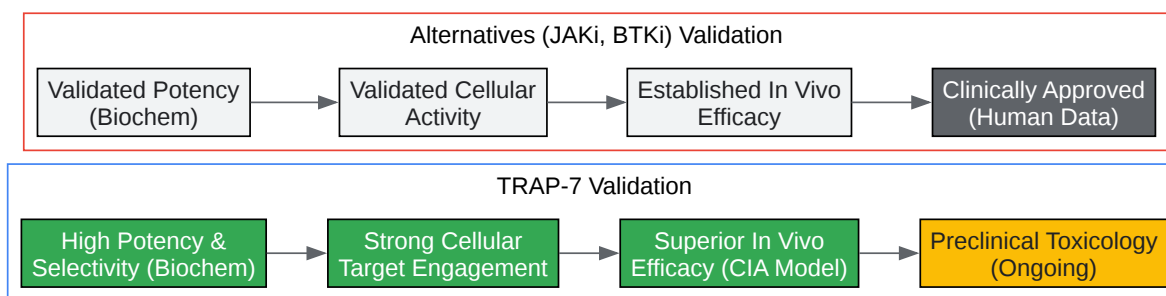 Alternatives (JAKi, BTKi) Validation
Validated Potency
(Biochem)
Validated Cellular
Activity
Established In Vivo
Efficacy
Clinically Approved
(Human Data)
TRAP-7 Validation
High Potency &
Selectivity (Biochem)
Strong Cellular
Target Engagement
Superior In Vivo
Efficacy (CIA Model)
Preclinical Toxicology
(Ongoing)